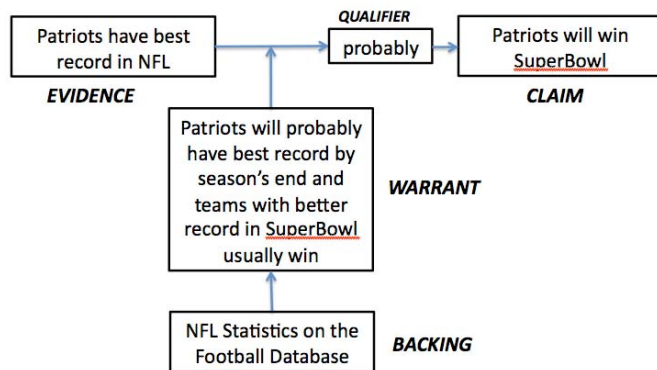 QUALIFIER
Patriots have best
record in NFL
probably
Patriots will win
SuperBowl
EVIDENCE
CLAIM
Patriots will probably
have best record by
season's end and
teams with better
record in SuperBowl
usually win
WARRANT
NFL Statistics on the
Football Database
BACKING